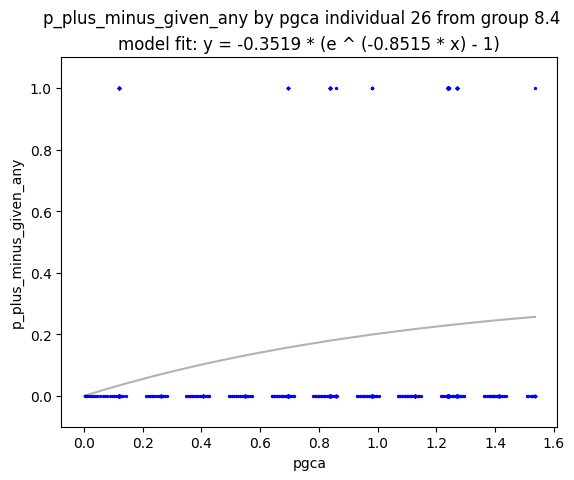 p_plus_minus_given_any by pgca individual 26 from group 8.4
model fit: y = -0.3519 * (e ^ (-0.8515 * x) - 1)
1.0
0.8
0.6
0.4
0.2
0.0
p_plus_minus_given_any
0.0 0.2 0.4 0.6 0.8 1.0 1.2 1.4 1.6
pgca